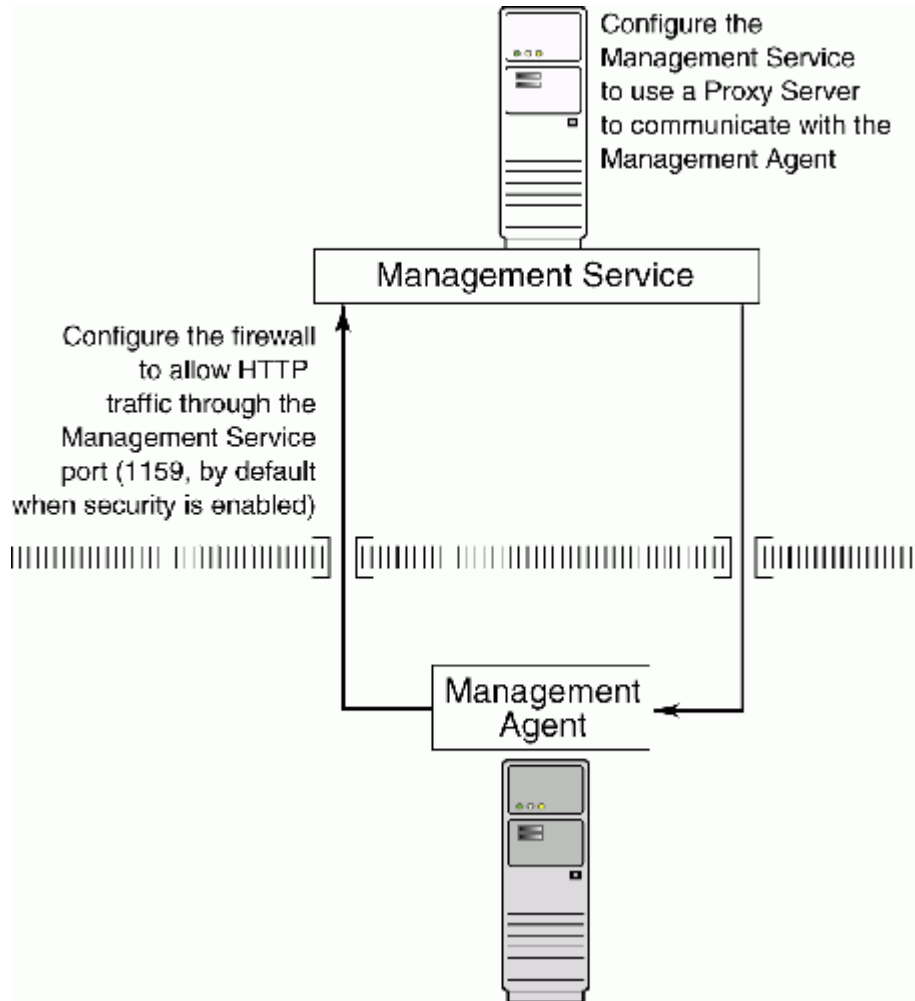 Configure the
Management Service
to use a Proxy Server
to communicate with the
Management Agent
Management Service
Configure the firewall
to allow HTTP
traffic through the
Management Service
port (1159, by default
when security is enabled)
Management
Agent